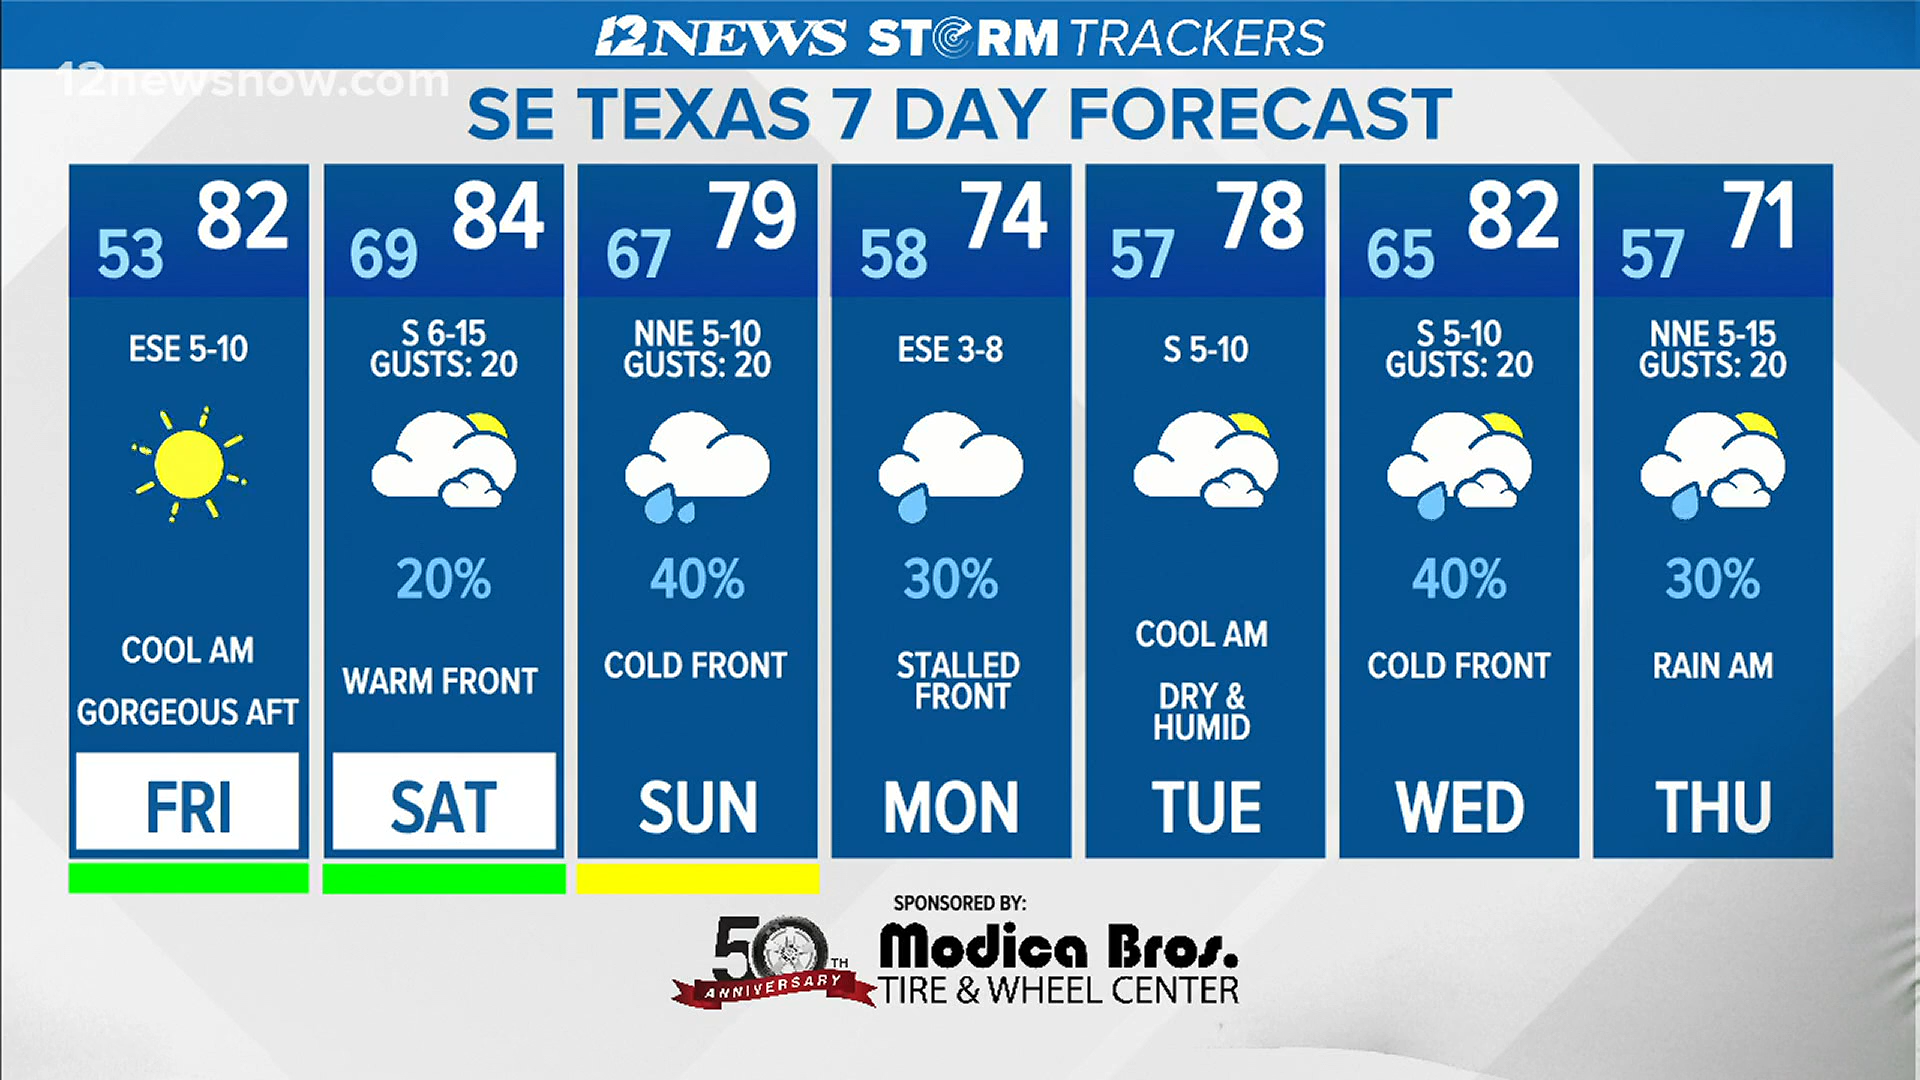 12NEWS STORM TRACKERS
12newsnow.com
SE TEXAS 7 DAY FORECAST
53 82
ESE 5-10
COOL AM
GORGEOUS AFT
FRI
69 84
S 6-15
GUSTS: 20
20%
WARM FRONT
SAT
67 79
NNE 5-10
GUSTS: 20
40%
COLD FRONT
SUN
58 74
ESE 3-8
30%
STALLED
FRONT
MON
57 78
S 5-10
COOL AM
DRY &
HUMID
TUE
65 82
S 5-10
GUSTS: 20
40%
COLD FRONT
WED
57 71
NNE 5-15
GUSTS: 20
30%
RAIN AM
THU
SPONSORED BY:
50TH
ANNIVERSARY
Modica Bros.
TIRE & WHEEL CENTER